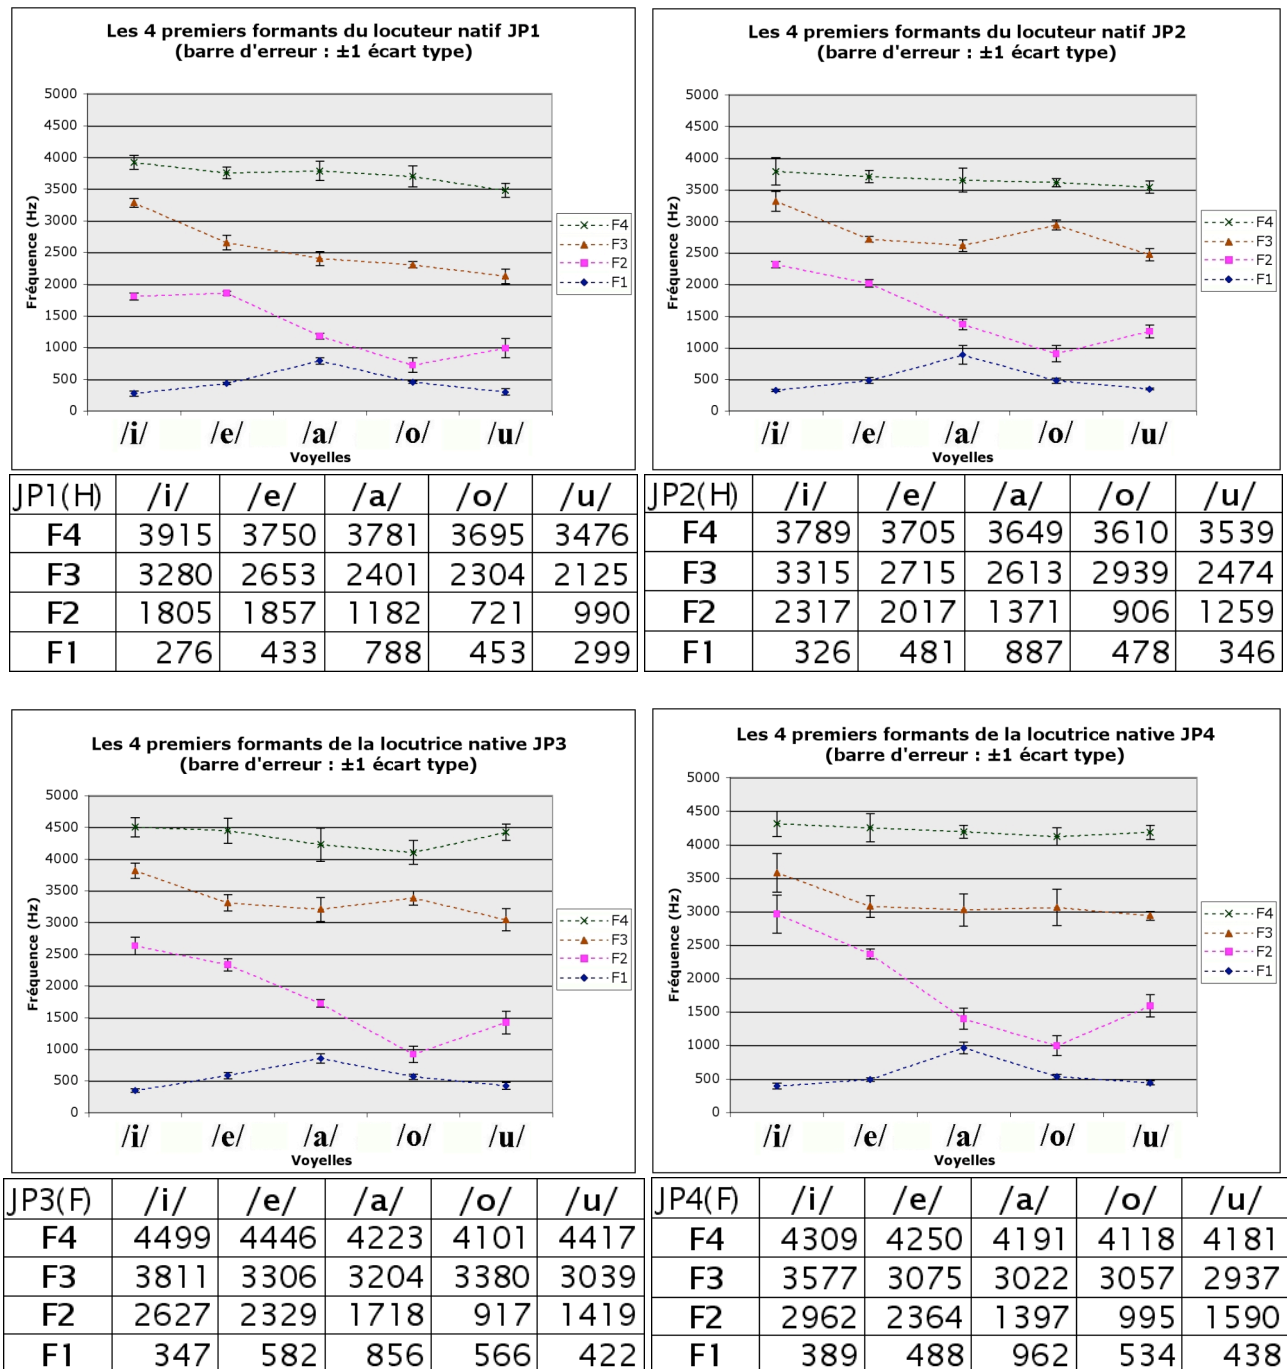 Les 4 premiers formants du locuteur natif JP1
(barre d'erreur : ±1 écart type)
5000
4500
4000
3500
3000
2500
2000
1500
1000
500
0
Fréquence (Hz)
F4
F3
F2
F1
/i/ /e/ /a/ /o/ /u/
Voyelles
JP1(H) /i/ /e/ /a/ /o/ /u/
F4 3915 3750 3781 3695 3476
F3 3280 2653 2401 2304 2125
F2 1805 1857 1182 721 990
F1 276 433 788 453 299
Les 4 premiers formants du locuteur natif JP2
(barre d'erreur : ±1 écart type)
5000
4500
4000
3500
3000
2500
2000
1500
1000
500
0
Fréquence (Hz)
F4
F3
F2
F1
/i/ /e/ /a/ /o/ /u/
Voyelles
JP2(H) /i/ /e/ /a/ /o/ /u/
F4 3789 3705 3649 3610 3539
F3 3315 2715 2613 2939 2474
F2 2317 2017 1371 906 1259
F1 326 481 887 478 346
Les 4 premiers formants de la locutrice native JP3
(barre d'erreur : ±1 écart type)
5000
4500
4000
3500
3000
2500
2000
1500
1000
500
0
Fréquence (Hz)
F4
F3
F2
F1
/i/ /e/ /a/ /o/ /u/
Voyelles
JP3(F) /i/ /e/ /a/ /o/ /u/
F4 4499 4446 4223 4101 4417
F3 3811 3306 3204 3380 3039
F2 2627 2329 1718 917 1419
F1 347 582 856 566 422
Les 4 premiers formants de la locutrice native JP4
(barre d'erreur : ±1 écart type)
5000
4500
4000
3500
3000
2500
2000
1500
1000
500
0
Fréquence (Hz)
F4
F3
F2
F1
/i/ /e/ /a/ /o/ /u/
Voyelles
JP4(F) /i/ /e/ /a/ /o/ /u/
F4 4309 4250 4191 4118 4181
F3 3577 3075 3022 3057 2937
F2 2962 2364 1397 995 1590
F1 389 488 962 534 438